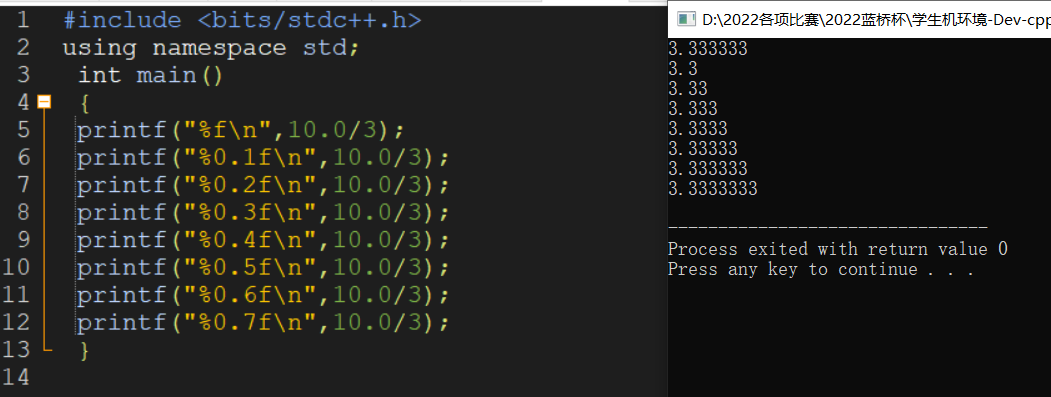 1 #include <bits/stdc++.h>
2 using namespace std;
3 int main()
4 {
5 printf("%f\n",10.0/3);
6 printf("%0.1f\n",10.0/3);
7 printf("%0.2f\n",10.0/3);
8 printf("%0.3f\n",10.0/3);
9 printf("%0.4f\n",10.0/3);
10 printf("%0.5f\n",10.0/3);
11 printf("%0.6f\n",10.0/3);
12 printf("%0.7f\n",10.0/3);
13 }
14
D:\2022各项比赛\2022蓝桥杯\学生机环境-Dev-cpp
3.333333
3.3
3.33
3.333
3.3333
3.33333
3.333333
3.3333333
--------------------------------
Process exited with return value 0
Press any key to continue . . .